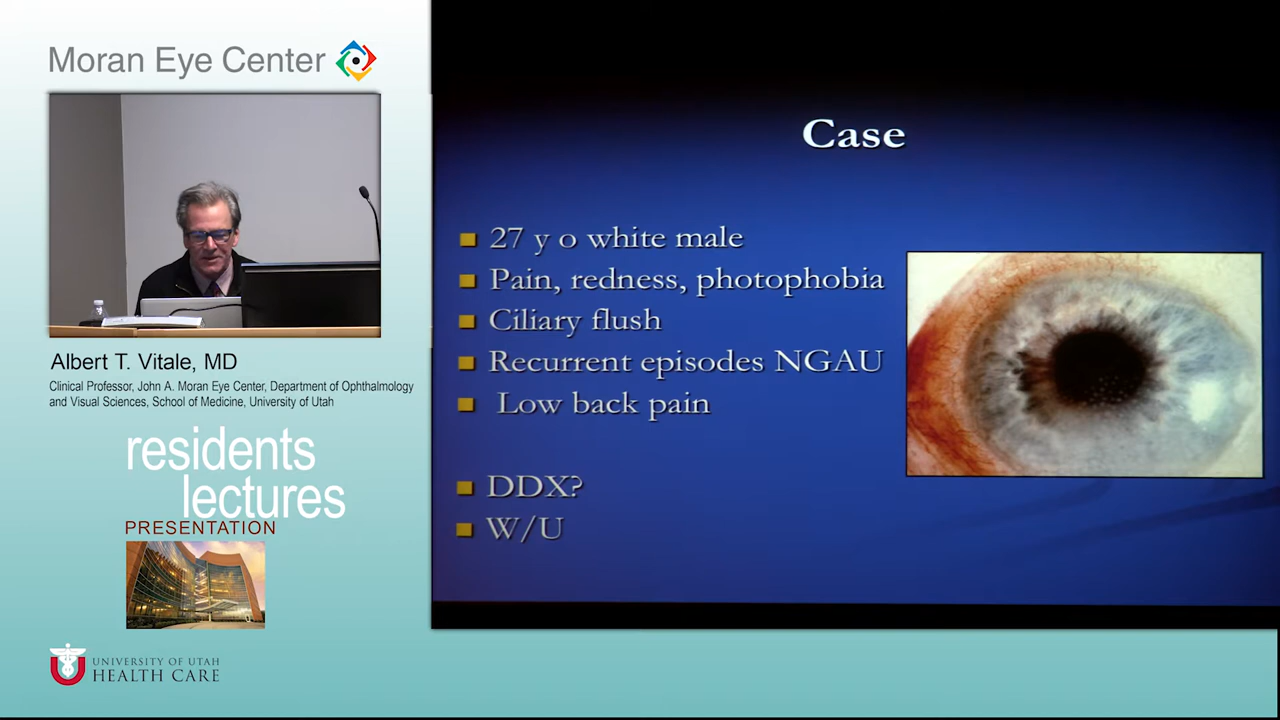 Moran Eye Center
Albert T. Vitale, MD
Clinical Professor, John A. Moran Eye Center, Department of Ophthalmology
and Visual Sciences, School of Medicine, University of Utah
residents
lectures
PRESENTATION
UNIVERSITY OF UTAH
HEALTH CARE
Case
27 y o white male
Pain, redness, photophobia
Ciliary flush
Recurrent episodes NGAU
Low back pain
DDX?
W/U